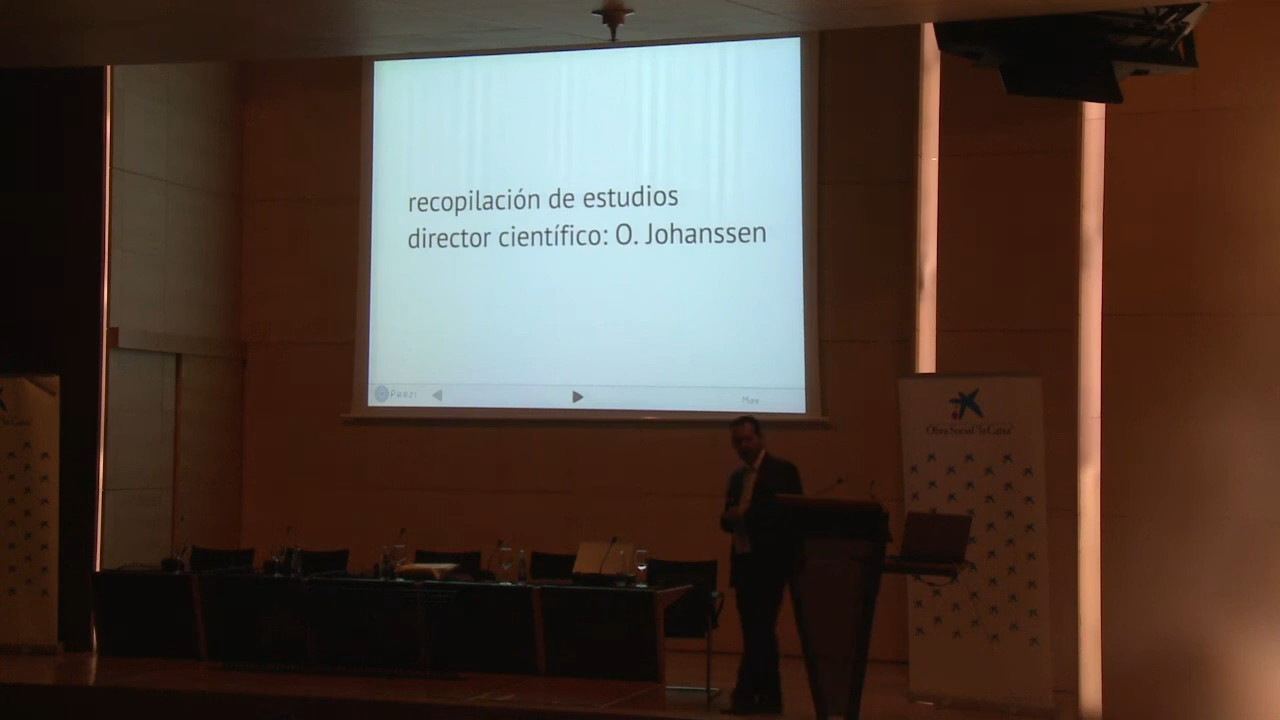 recopilación de estudios
director científico: O. Johanssen
Prezi
More
Obra Social "la Caixa"